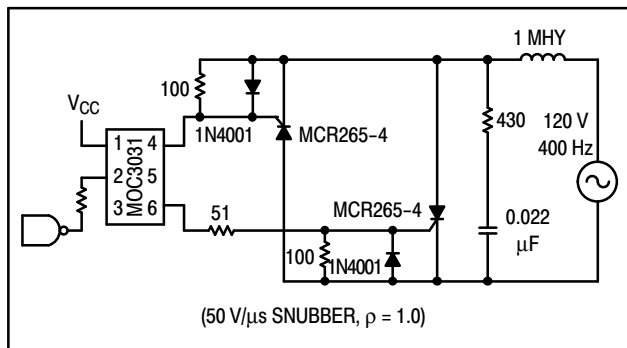 1 MHY
100
V_CC
1N4001
MCR265-4
430
120 V
400 Hz
1
2
3
MOC3031
4
5
6
51
MCR265-4
100
1N4001
0.022
μF
(50 V/μs SNUBBER, ρ = 1.0)